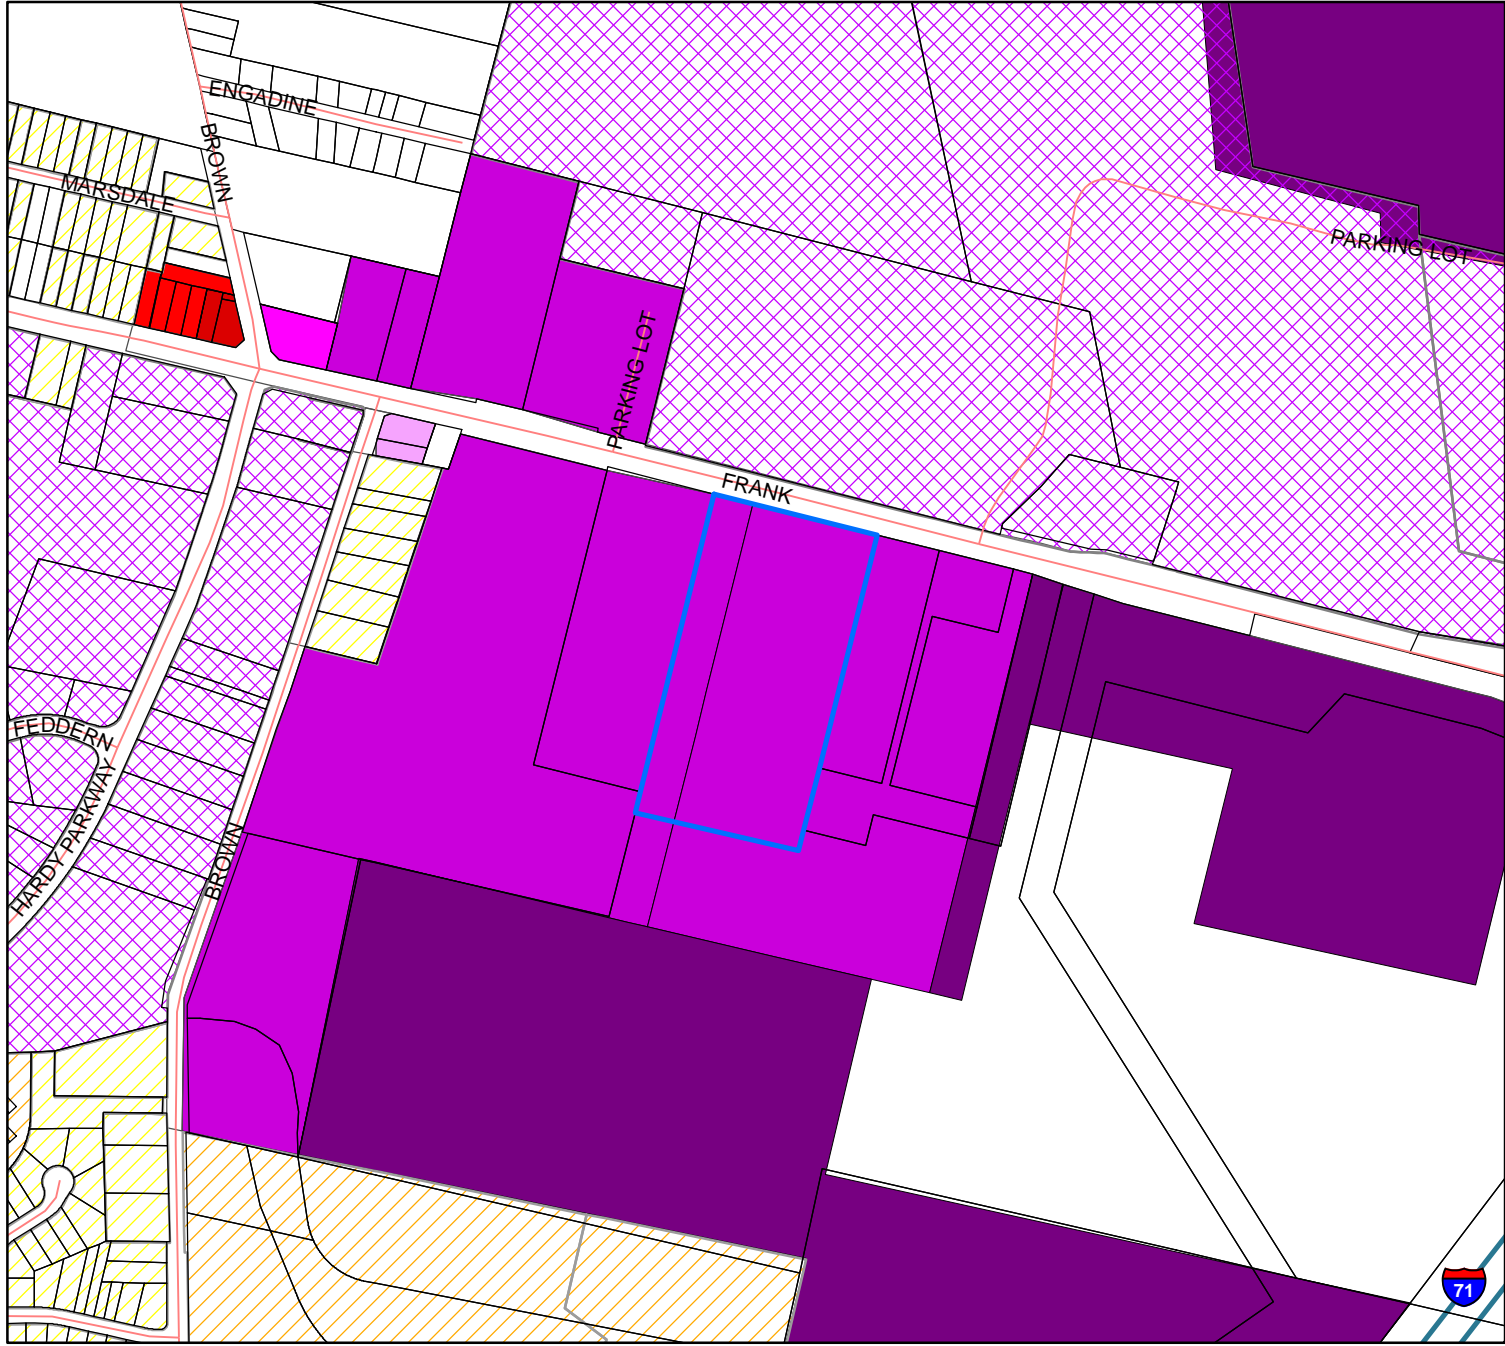 ENGADINE
BROWN
MARSDALE
PARKING LOT
PARKING LOT
FRANK
FEDDERN
HARDY PARKWAY
BROWN
71